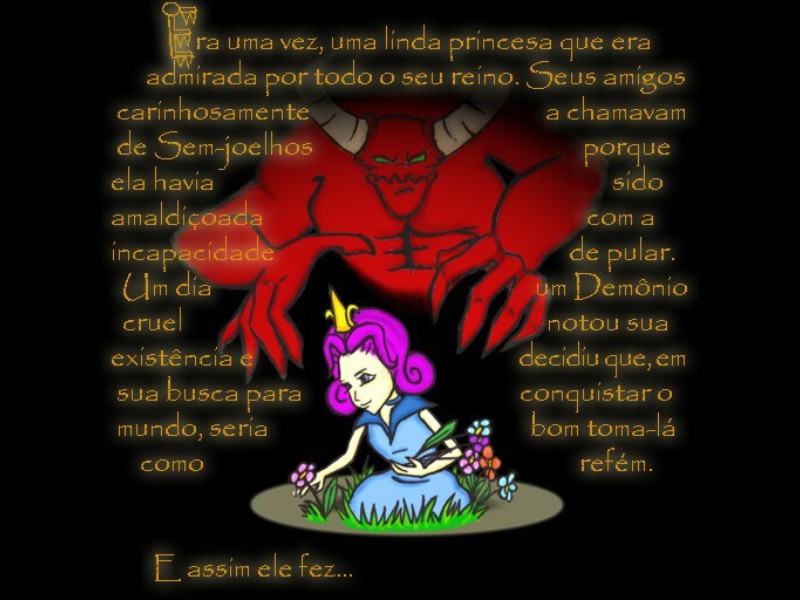 Era uma vez, uma linda princesa que era
admirada por todo o seu reino. Seus amigos
carinhosamente a chamavam
de Sem-joelhos porque
ela havia sido
amaldiçoada com a
incapacidade de pular.
Um dia um Demônio
cruel notou sua
existência e decidiu que, em
sua busca para conquistar o
mundo, seria bom toma-lá
como refém.
E assim ele fez...